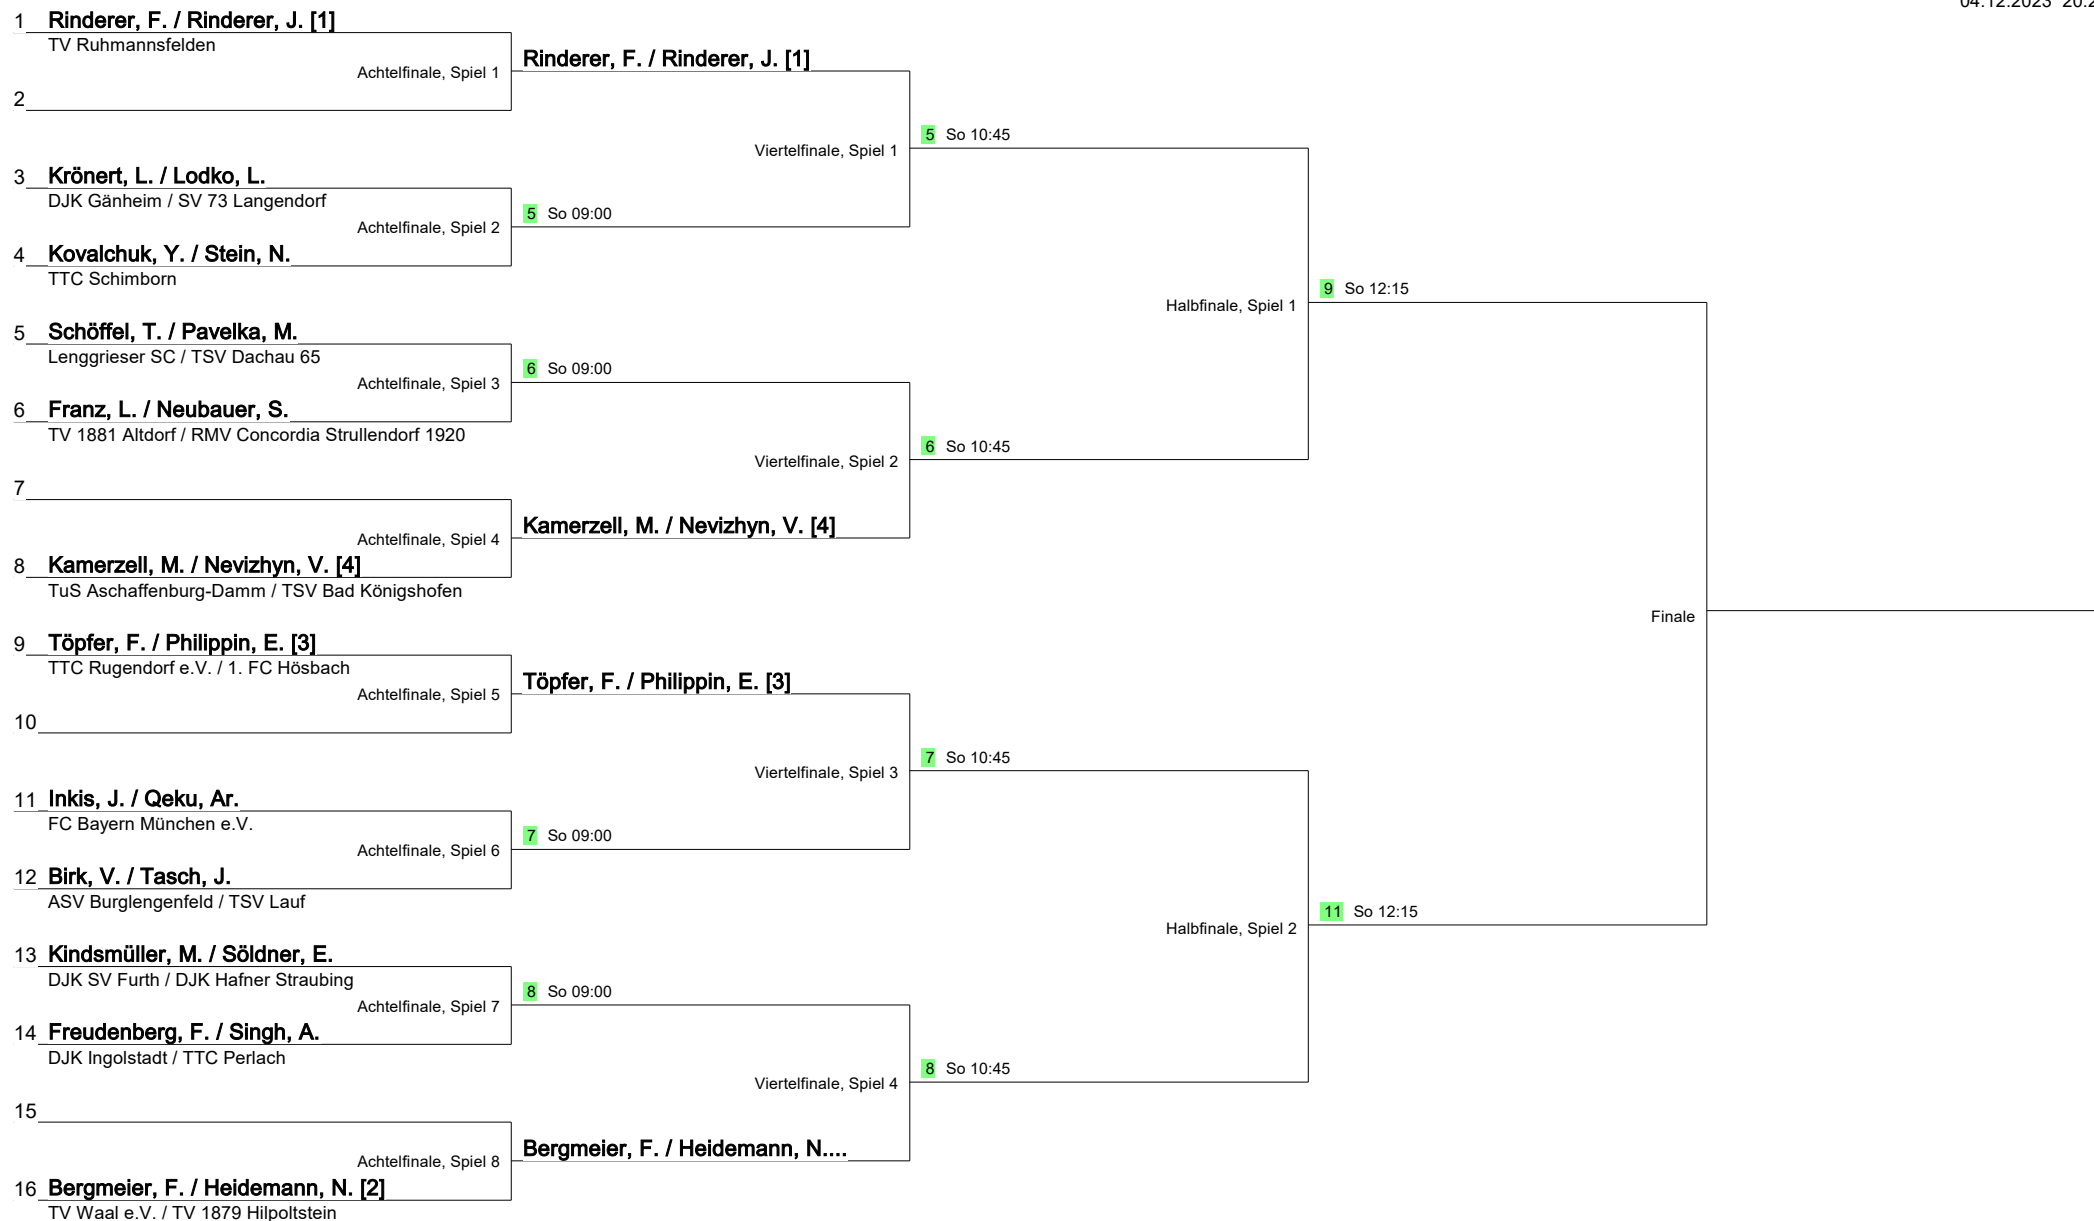 04.12.2023 20:2
1 Rinderer, F. / Rinderer, J. [1]
TV Ruhmannsfelden
Rinderer, F. / Rinderer, J. [1]
Achtelfinale, Spiel 1
2
5 So 10:45
Viertelfinale, Spiel 1
3 Krönert, L. / Lodko, L.
DJK Gänheim / SV 73 Langendorf
5 So 09:00
Achtelfinale, Spiel 2
4 Kovalchuk, Y. / Stein, N.
TTC Schimborn
9 So 12:15
Halbfinale, Spiel 1
5 Schöffel, T. / Pavelka, M.
Lenggrieser SC / TSV Dachau 65
6 So 09:00
Achtelfinale, Spiel 3
6 Franz, L. / Neubauer, S.
TV 1881 Altdorf / RMV Concordia Strullendorf 1920
6 So 10:45
Viertelfinale, Spiel 2
7
Kamerzell, M. / Nevizhyn, V. [4]
Achtelfinale, Spiel 4
8 Kamerzell, M. / Nevizhyn, V. [4]
TuS Aschaffenburg-Damm / TSV Bad Königshofen
Finale
9 Töpfer, F. / Philippin, E. [3]
TTC Rugendorf e.V. / 1. FC Hösbach
Töpfer, F. / Philippin, E. [3]
Achtelfinale, Spiel 5
10
7 So 10:45
Viertelfinale, Spiel 3
11 Inkis, J. / Qeku, Ar.
FC Bayern München e.V.
7 So 09:00
Achtelfinale, Spiel 6
12 Birk, V. / Tasch, J.
ASV Burglengenfeld / TSV Lauf
11 So 12:15
Halbfinale, Spiel 2
13 Kindsmüller, M. / Söldner, E.
DJK SV Furth / DJK Hafner Straubing
8 So 09:00
Achtelfinale, Spiel 7
14 Freudenberg, F. / Singh, A.
DJK Ingolstadt / TTC Perlach
8 So 10:45
Viertelfinale, Spiel 4
15
Bergmeier, F. / Heidemann, N....
Achtelfinale, Spiel 8
16 Bergmeier, F. / Heidemann, N. [2]
TV Waal e.V. / TV 1879 Hilpoltstein